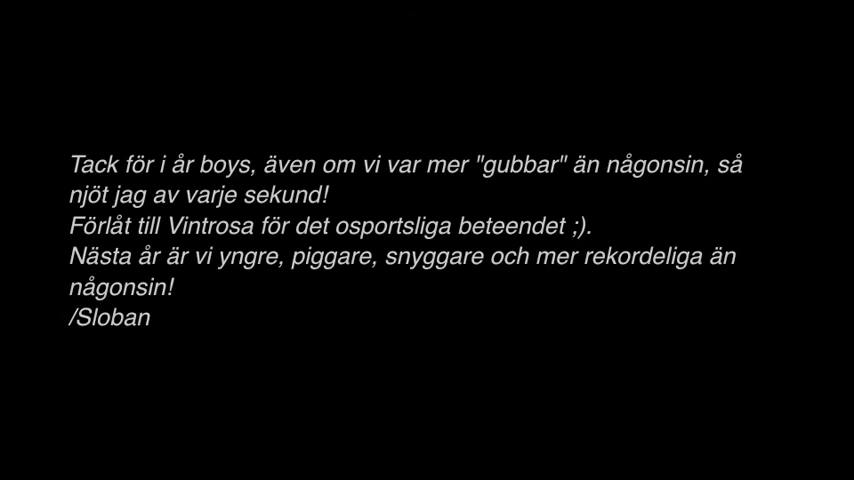 Tack för i år boys, även om vi var mer "gubbar" än någonsin, så
njöt jag av varje sekund!
Förlåt till Vintrosa för det osportsliga beteendet ;).
Nästa år är vi yngre, piggare, snyggare och mer rekordeliga än
någonsin!
/Sloban